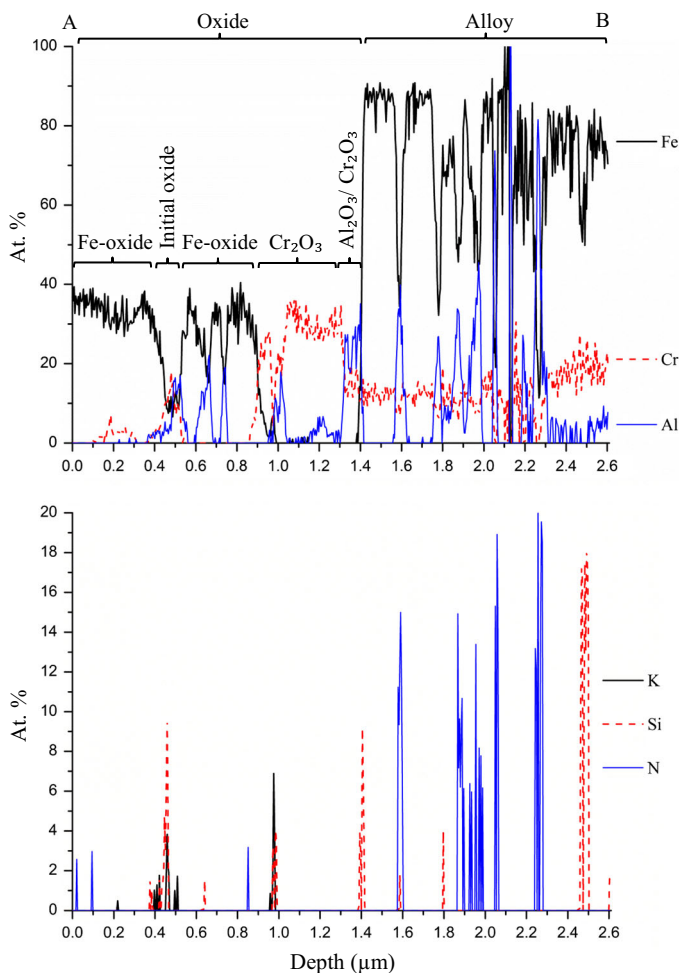 A Oxide Alloy B
100
80
60
40
20
0
At. %
Fe-oxide
Initial oxide
Fe-oxide
Cr₂O₃
Al₂O₃/ Cr₂O₃
Fe
Cr
Al
0.0 0.2 0.4 0.6 0.8 1.0 1.2 1.4 1.6 1.8 2.0 2.2 2.4 2.6
20
18
16
14
12
10
8
6
4
2
0
At. %
K
Si
N
0.0 0.2 0.4 0.6 0.8 1.0 1.2 1.4 1.6 1.8 2.0 2.2 2.4 2.6
Depth (µm)